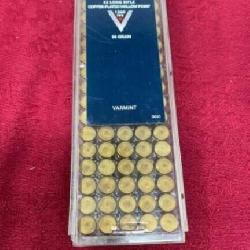 22 LONG RIFLE
COPPER-PLATED HOLLOW POINT
36 GRAIN
VARMINT